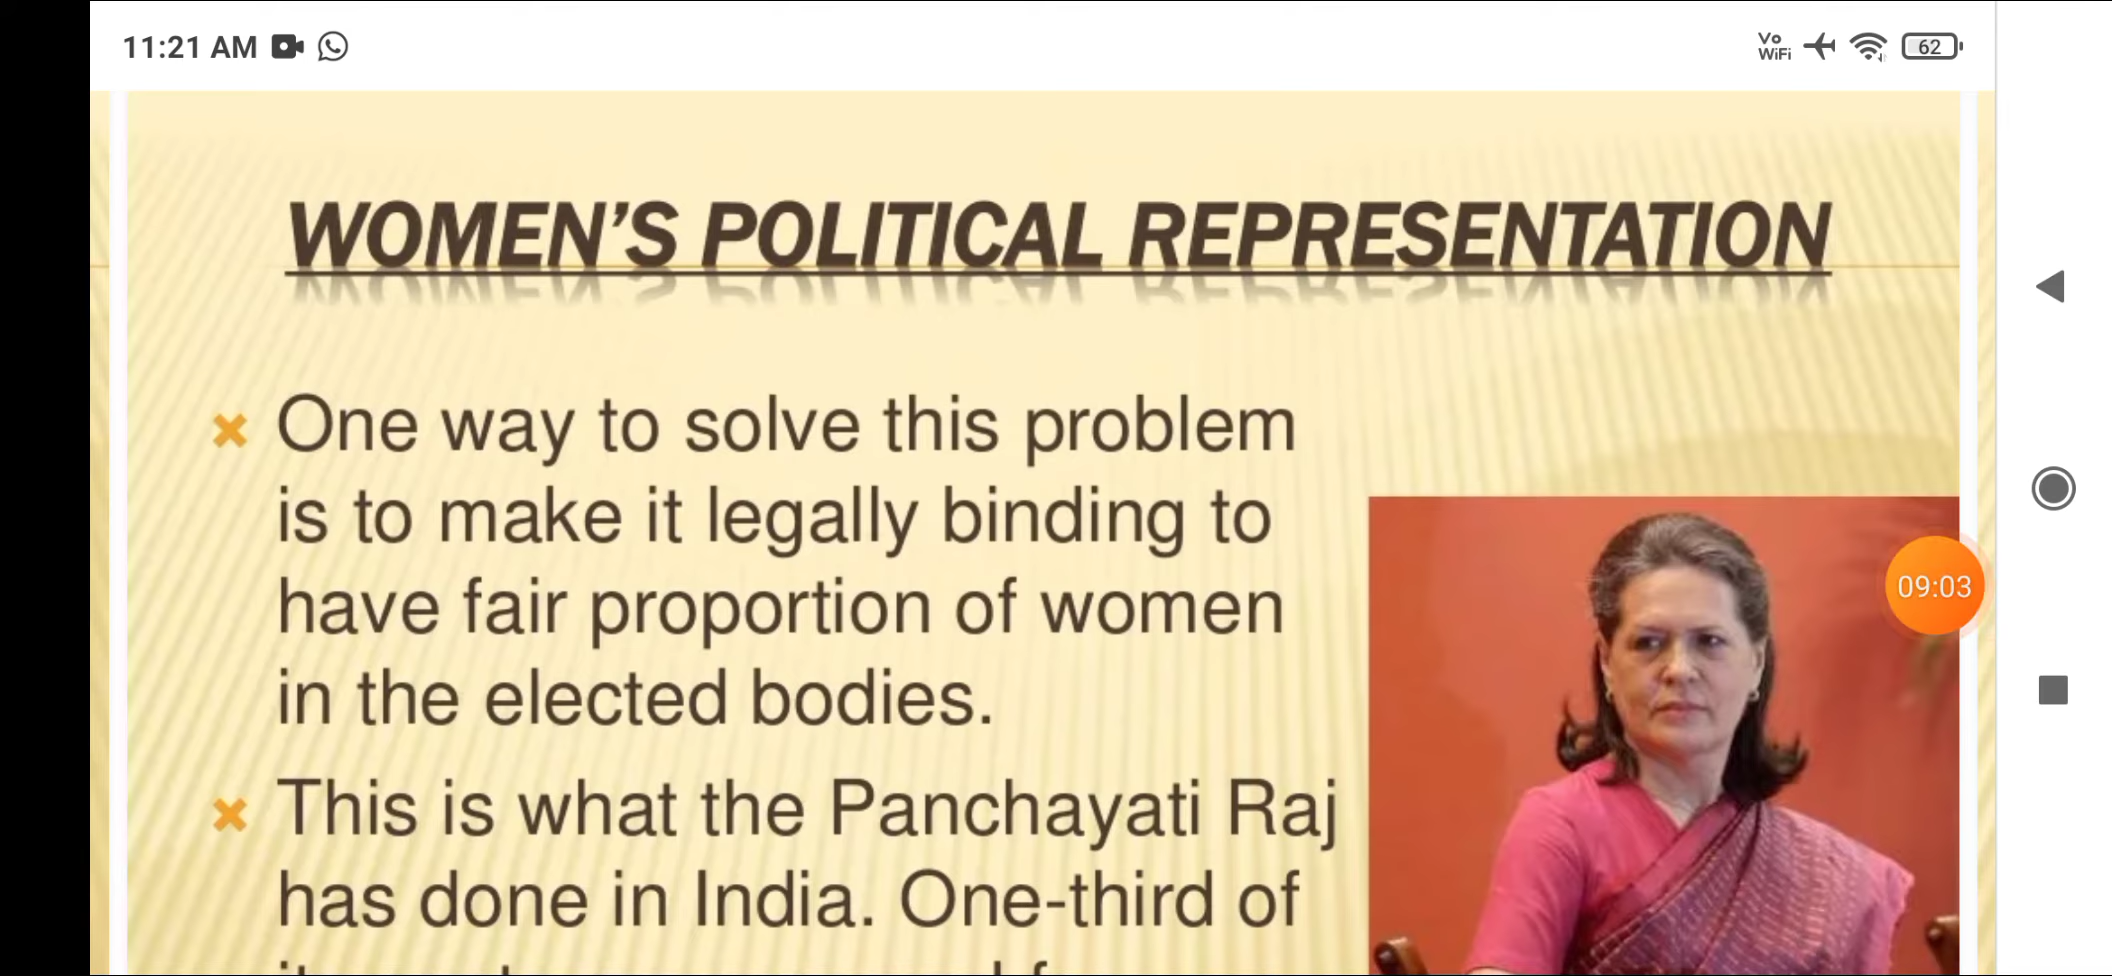 11:21 AM
Vo
WiFi
62
WOMEN'S POLITICAL REPRESENTATION
One way to solve this problem
is to make it legally binding to
have fair proportion of women
in the elected bodies.
09:03
This is what the Panchayati Raj
has done in India. One-third of